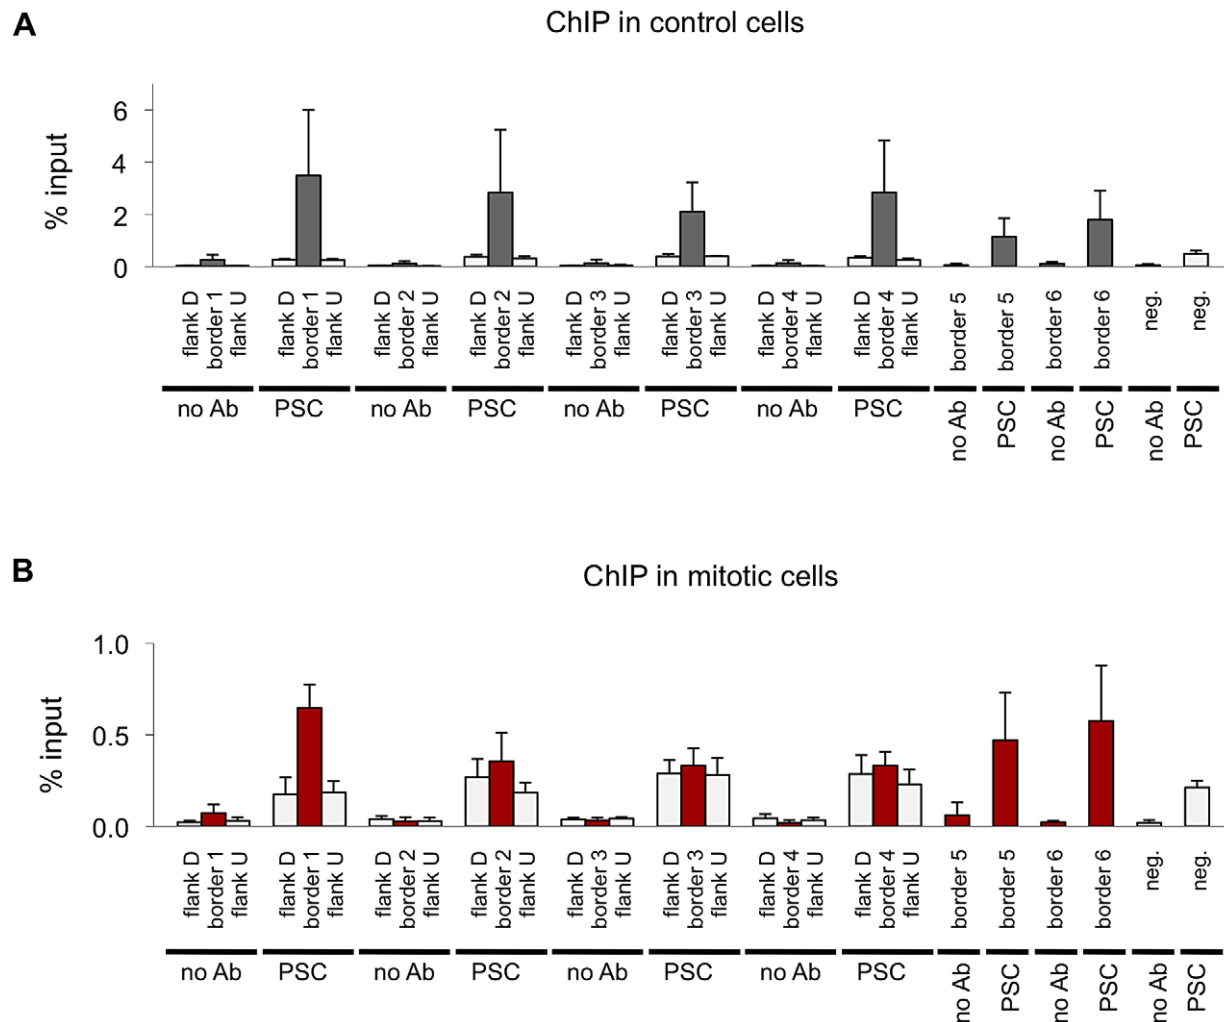 A
ChIP in control cells
% input
6
4
2
0
flank D
border 1
flank U
flank D
border 1
flank U
flank D
border 2
flank U
flank D
border 2
flank U
flank D
border 3
flank U
flank D
border 3
flank U
flank D
border 4
flank U
flank D
border 4
flank U
border 5
border 5
border 6
border 6
neg.
neg.
no Ab
PSC
no Ab
PSC
no Ab
PSC
no Ab
PSC
no Ab
PSC
no Ab
PSC
no Ab
PSC
B
ChIP in mitotic cells
% input
1.0
0.5
0.0
flank D
border 1
flank U
flank D
border 1
flank U
flank D
border 2
flank U
flank D
border 2
flank U
flank D
border 3
flank U
flank D
border 3
flank U
flank D
border 4
flank U
flank D
border 4
flank U
border 5
border 5
border 6
border 6
neg.
neg.
no Ab
PSC
no Ab
PSC
no Ab
PSC
no Ab
PSC
no Ab
PSC
no Ab
PSC
no Ab
PSC